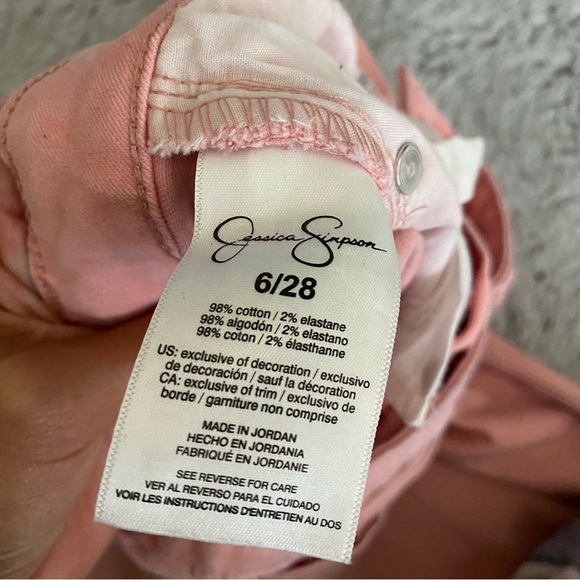 Jessica Simpson
6/28
98% cotton / 2% elastane
98% algodón / 2% elastano
98% coton / 2% élasthanne
US: exclusive of decoration / exclusivo
de decoración / sauf la décoration
CA: exclusive of trim / exclusivo de
borde / garniture non comprise
MADE IN JORDAN
HECHO EN JORDANIA
FABRIQUÉ EN JORDANIE
SEE REVERSE FOR CARE
VER AL REVERSO PARA EL CUIDADO
VOIR LES INSTRUCTIONS D'ENTRETIEN AU DOS